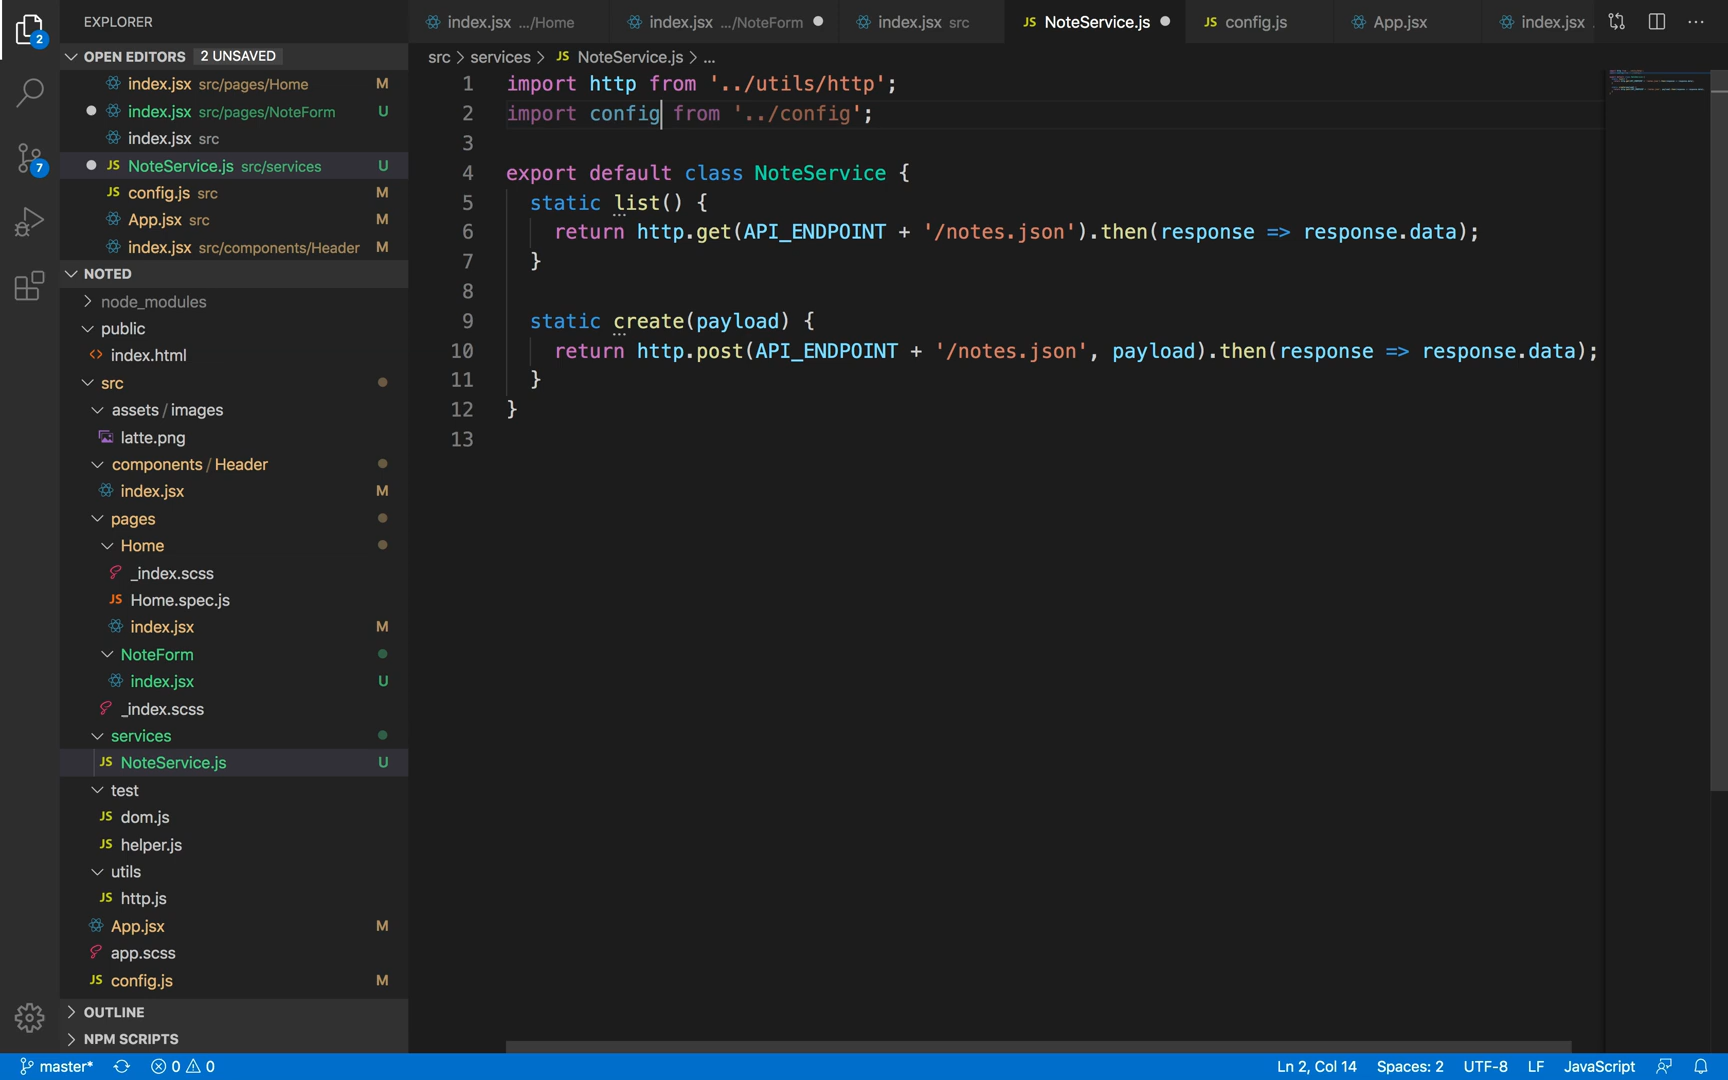 EXPLORER
index.jsx .../Home
index.jsx .../NoteForm
index.jsx src
JS NoteService.js
JS config.js
App.jsx
index.jsx
OPEN EDITORS 2 UNSAVED
src > services > JS NoteService.js > ...
index.jsx src/pages/Home M
index.jsx src/pages/NoteForm U
index.jsx src
JS NoteService.js src/services U
JS config.js src M
App.jsx src M
index.jsx src/components/Header M
NOTED
node_modules
public
<> index.html
src
assets / images
latte.png
components / Header
index.jsx M
pages
Home
_index.scss
JS Home.spec.js
index.jsx M
NoteForm
index.jsx U
_index.scss
services
JS NoteService.js U
test
JS dom.js
JS helper.js
utils
JS http.js
App.jsx M
app.scss
JS config.js M
OUTLINE
NPM SCRIPTS
2
7
1 import http from '../utils/http';
2 import config from '../config';
3
4 export default class NoteService {
5 static list() {
6 return http.get(API_ENDPOINT + '/notes.json').then(response => response.data);
7 }
8
9 static create(payload) {
10 return http.post(API_ENDPOINT + '/notes.json', payload).then(response => response.data);
11 }
12 }
13
master* 0 0 Ln 2, Col 14 Spaces: 2 UTF-8 LF JavaScript